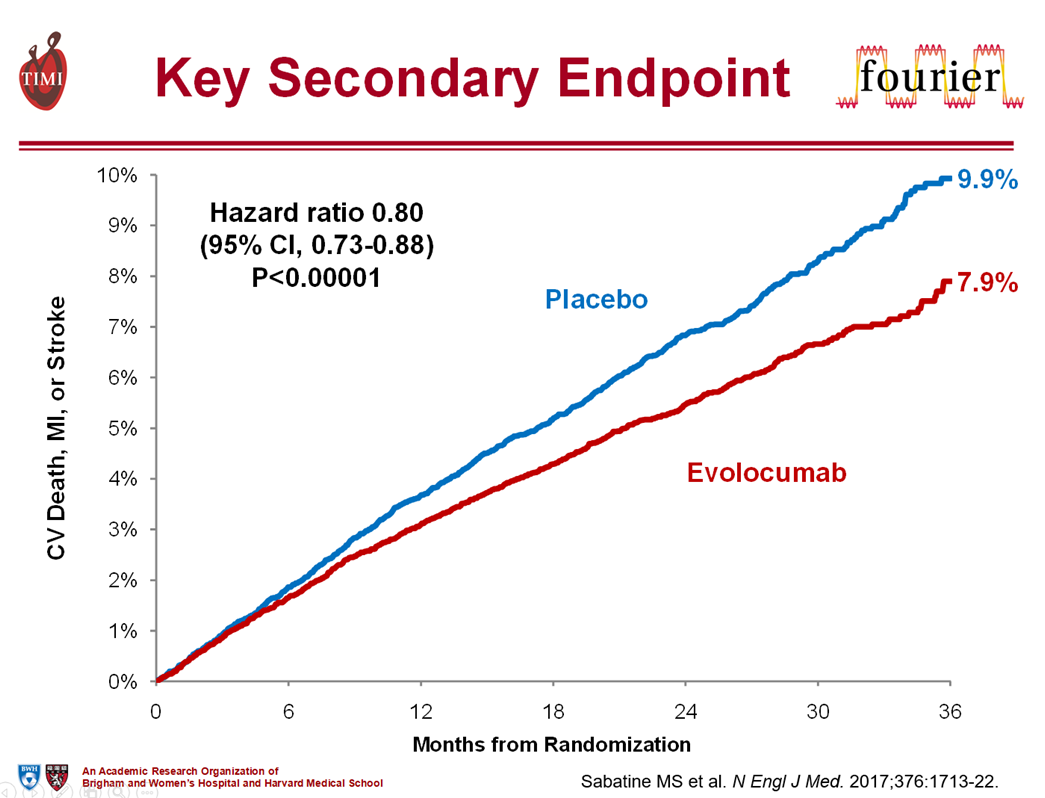 TIMI
Key Secondary Endpoint
fourier
10%
9%
8%
7%
6%
5%
4%
3%
2%
1%
0%
CV Death, MI, or Stroke
Hazard ratio 0.80
(95% CI, 0.73-0.88)
P<0.00001
9.9%
7.9%
Placebo
Evolocumab
0 6 12 18 24 30 36
Months from Randomization
BWH
An Academic Research Organization of
Brigham and Women's Hospital and Harvard Medical School
Sabatine MS et al. N Engl J Med. 2017;376:1713-22.